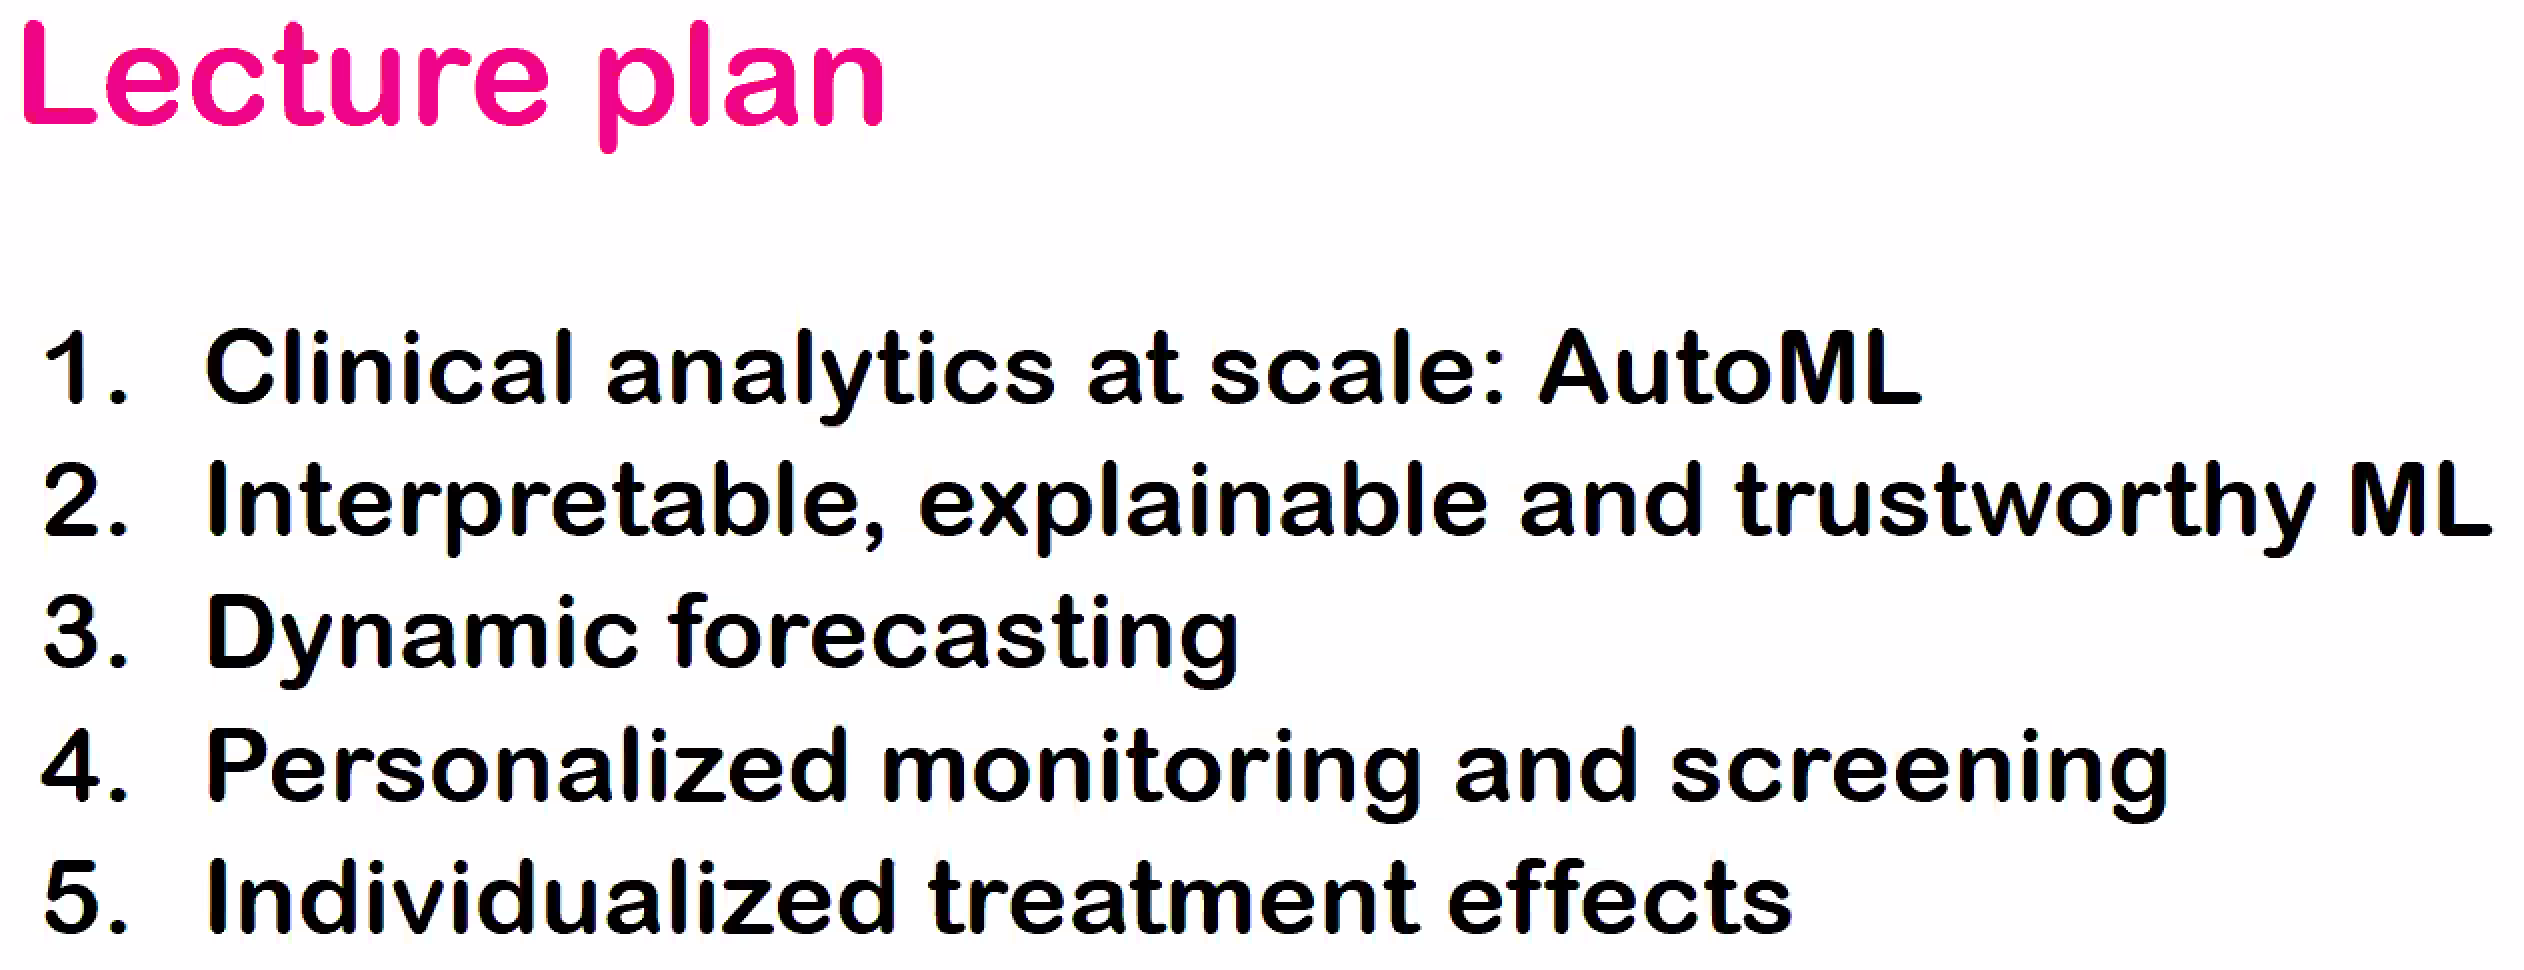 Lecture plan
1. Clinical analytics at scale: AutoML
2. Interpretable, explainable and trustworthy ML
3. Dynamic forecasting
4. Personalized monitoring and screening
5. Individualized treatment effects